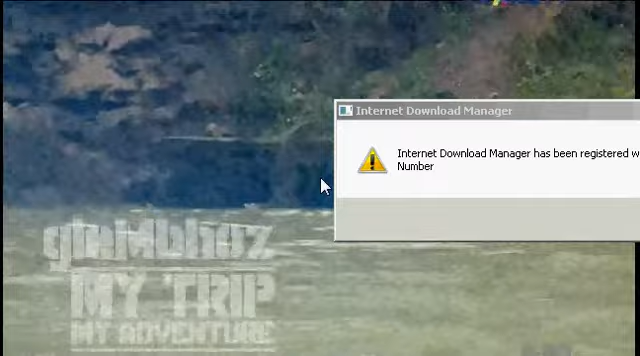 Internet Download Manager
Internet Download Manager has been registered w
Number
MY TRIP
MY ADVENTURE